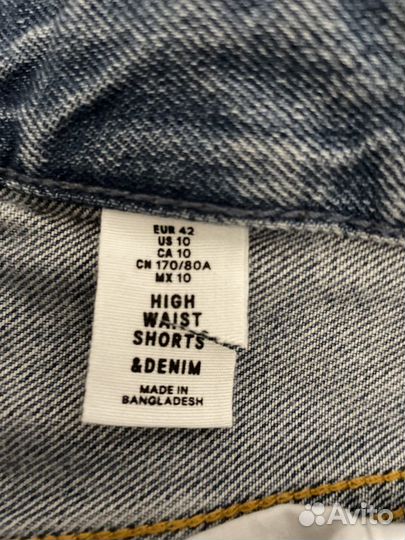 EUR 42
US 10
CA 10
CN 170/80A
MX 10
HIGH
WAIST
SHORTS
&DENIM
MADE IN
BANGLADESH
Avito